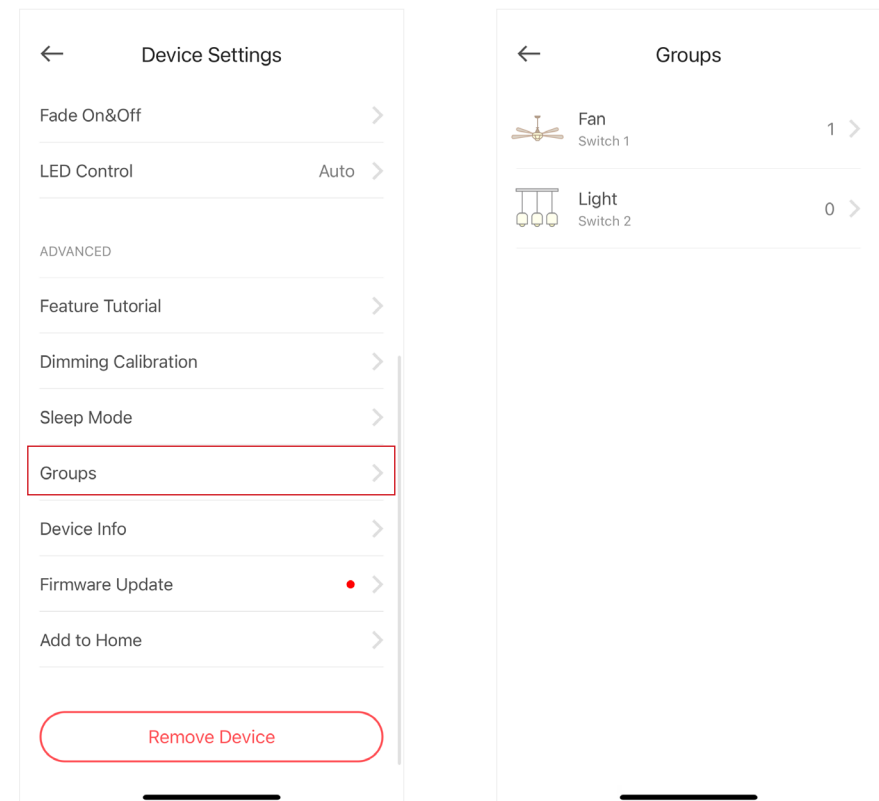 Device Settings
Fade On&Off
LED Control
Auto
ADVANCED
Feature Tutorial
Dimming Calibration
Sleep Mode
Groups
Device Info
Firmware Update
Add to Home
Remove Device
Groups
Fan
Switch 1
1
Light
Switch 2
0